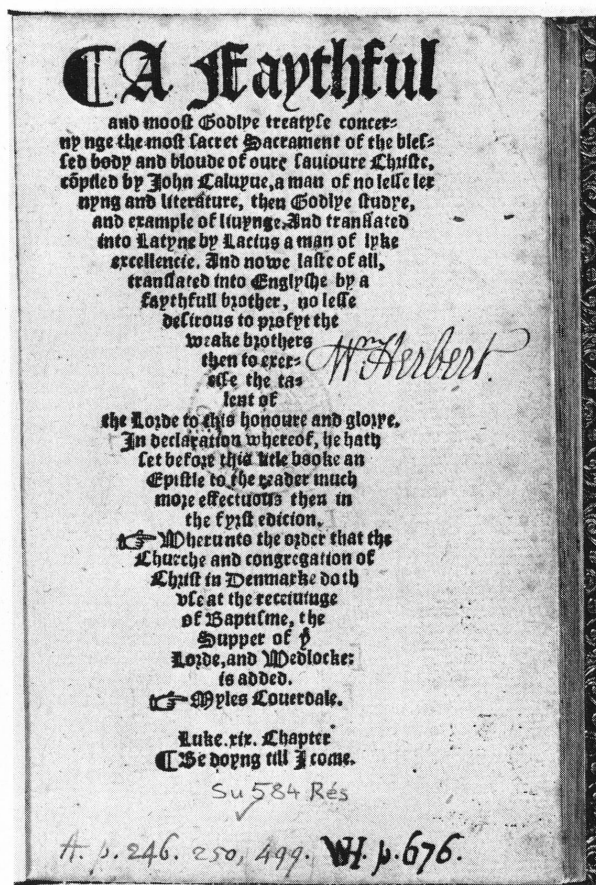 ¶A Faythful
and moost Godlye treatyse concer-
nynge the most sacret Sacrament of the bles-
sed body and bloude of oure sauioure Christe,
cōpiled by John Caluyne, a man of no lesse ler
nyng and literature, then Godlye studye,
and example of liuynge. And translated
into Latyne by Lacius a man of lyke
excellencie. And nowe laste of all,
translated into Englyshe by a
faythfull brother, no lesse
desirous to profyt the
weake brothers
then to exer-
cise the ta-
lent of
the Lorde to this honoure and glorye.
In declaration whereof, he hath
set before this litle booke an
Epistle to the reader much
more effectuous then in
the fyrst edition.
☞ Wherunto the order that the
Churche and congregation of
Christ in Denmarke doth
vse at the receiuinge
of Baptisme, the
Supper of yͤ
Lorde, and Wedlocke:
is added.
☞ Myles Couerdale.
Wm Herbert.
Luke.xix. Chapter
¶Be doyng till I come.
Su 584 Rés
A. p. 246. 250, 499. WH. p. 676.